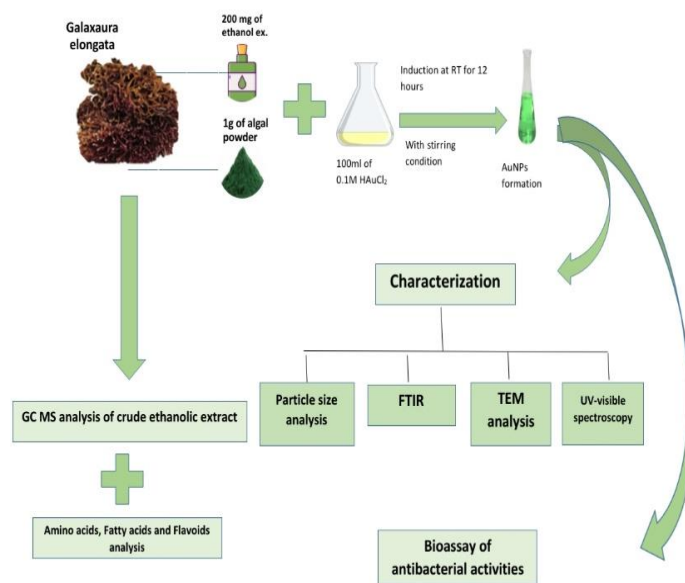 Galaxaura
elongata
200 mg of
ethanol ex.
1g of algal
powder
100ml of
0.1M HAuCl₂
Induction at RT for 12
hours
With stirring
condition
AuNPs
formation
Characterization
Particle size
analysis
FTIR
TEM
analysis
UV-visible
spectroscopy
GC MS analysis of crude ethanolic extract
Amino acids, Fatty acids and Flavoids
analysis
Bioassay of
antibacterial activities